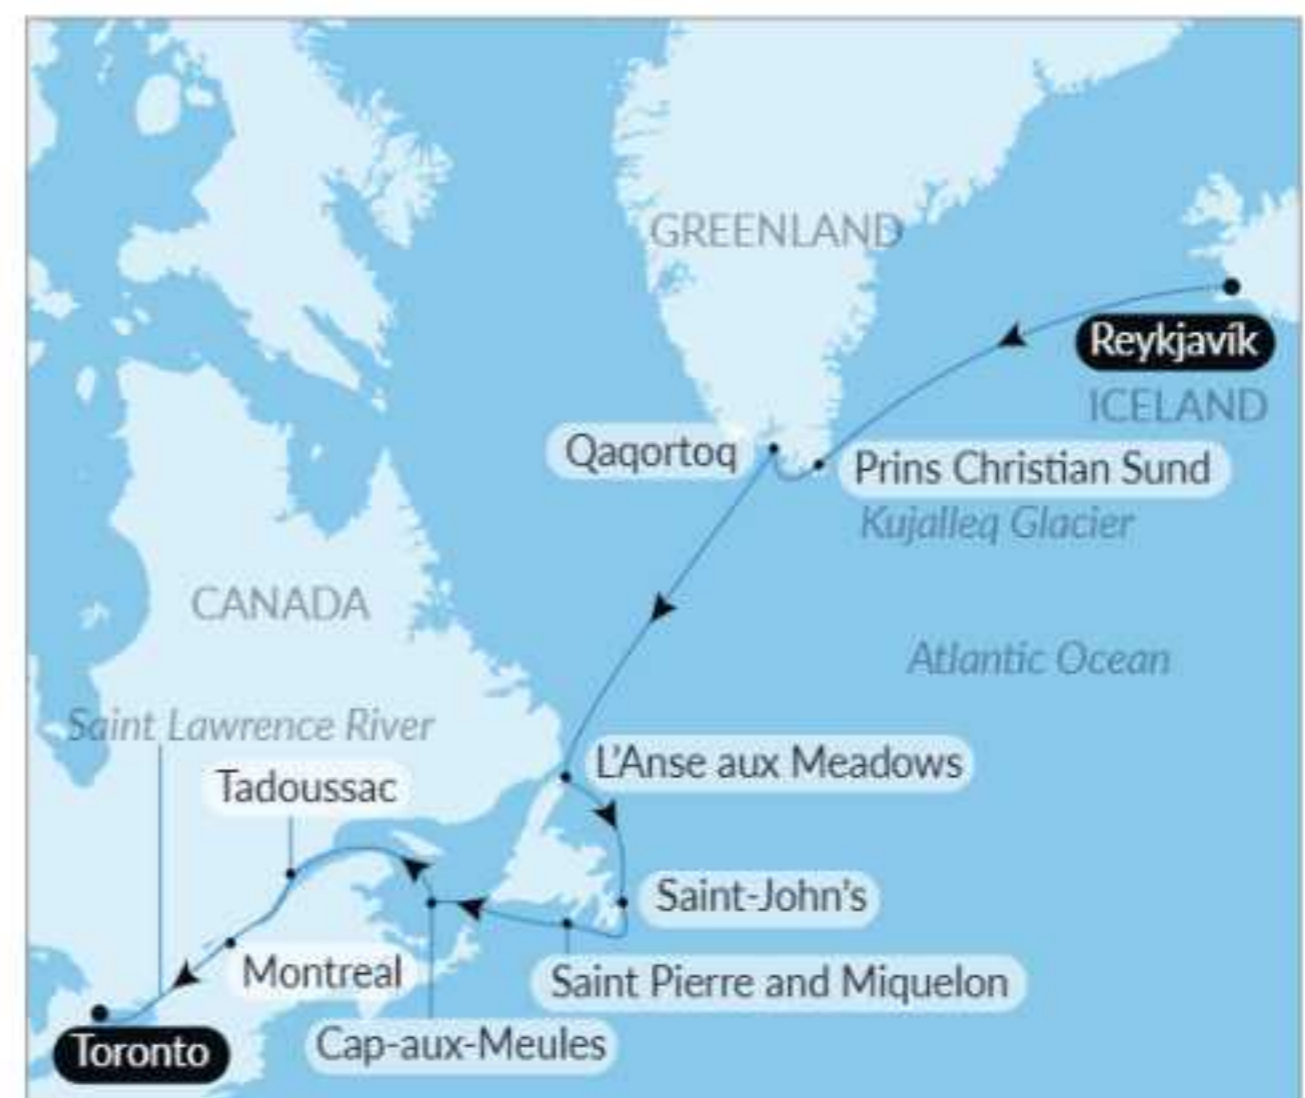 GREENLAND
Reykjavík
ICELAND
Qaqortoq
Prins Christian Sund
Kujalleq Glacier
CANADA
Atlantic Ocean
Saint Lawrence River
L'Anse aux Meadows
Tadoussac
Saint-John's
Montreal
Saint Pierre and Miquelon
Cap-aux-Meules
Toronto